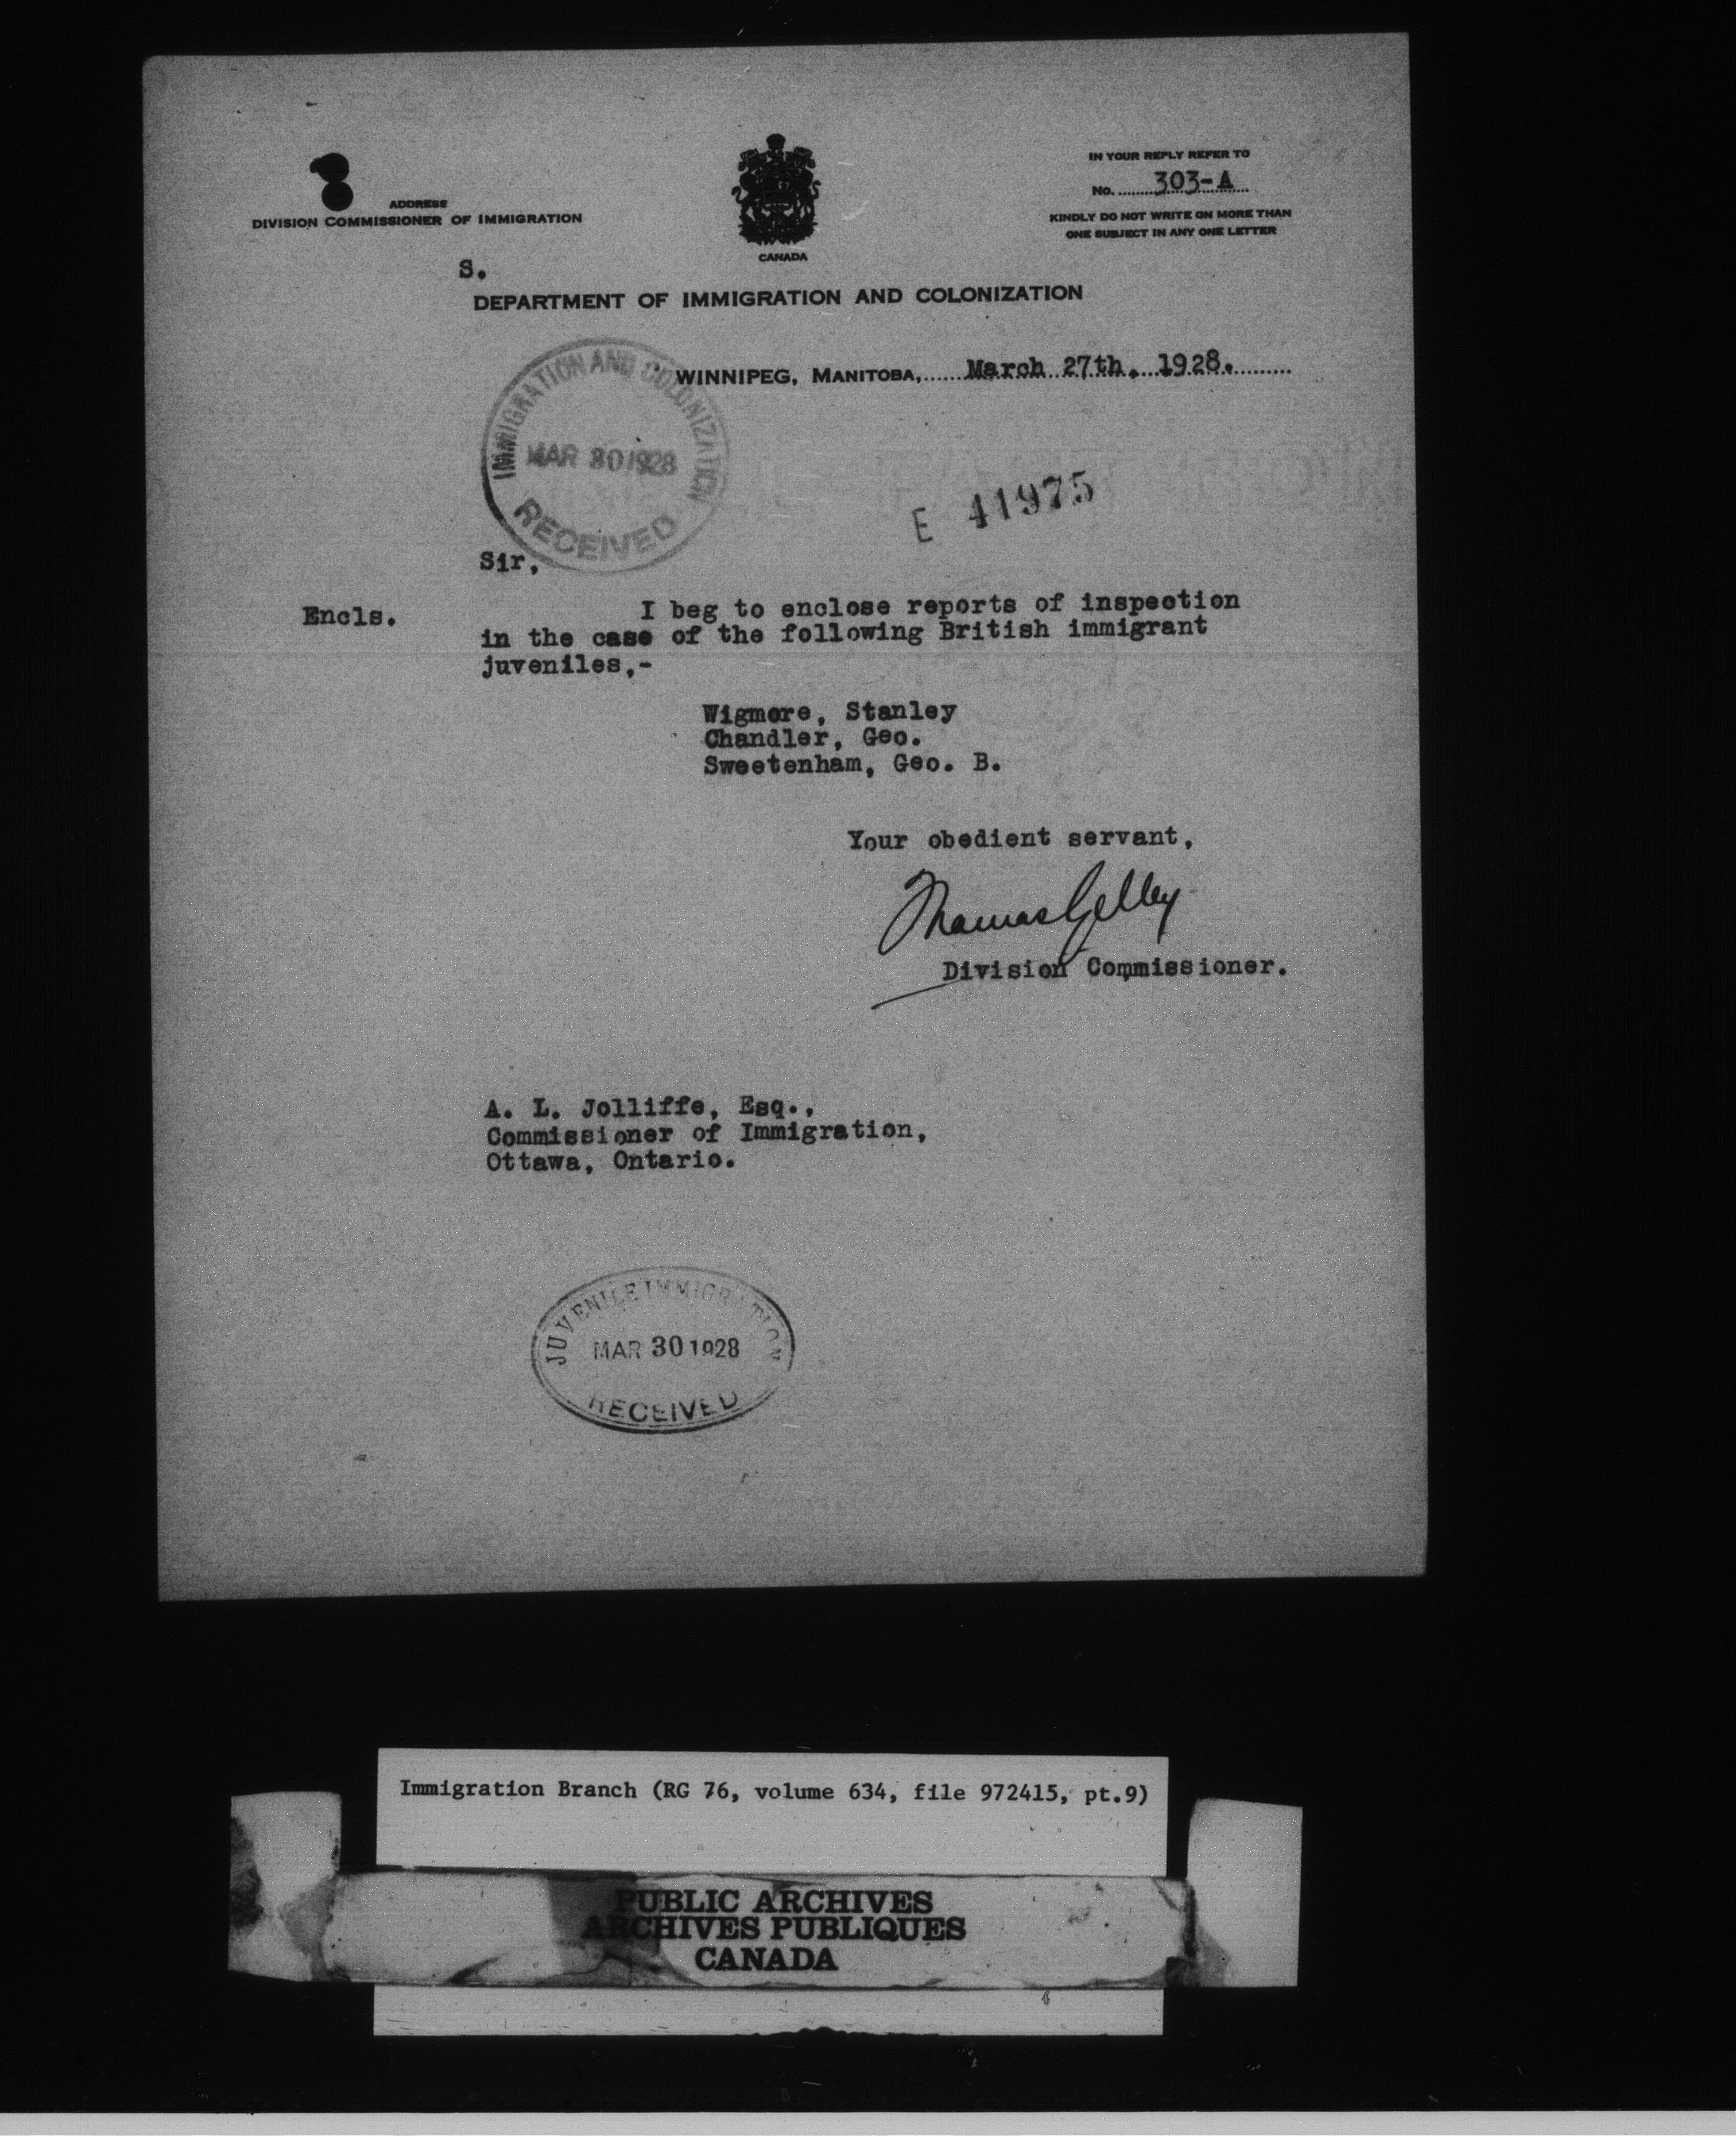 ADDRESS
DIVISION COMMISSIONER OF IMMIGRATION
CANADA
IN YOUR REPLY REFER TO
No. 303-A
KINDLY DO NOT WRITE ON MORE THAN
ONE SUBJECT IN ANY ONE LETTER
S.
DEPARTMENT OF IMMIGRATION AND COLONIZATION
WINNIPEG, MANITOBA, March 27th, 1928.
IMMIGRATION AND COLONIZATION
MAR 30 1928
RECEIVED
E 41975
Sir,
Encls.
I beg to enclose reports of inspection
in the case of the following British immigrant
juveniles,-
Wigmore, Stanley
Chandler, Geo.
Sweetenham, Geo. B.
Your obedient servant,
Thomas Gelley
Division Commissioner.
A. L. Jolliffe, Esq.,
Commissioner of Immigration,
Ottawa, Ontario.
JUVENILE IMMIGRATION
MAR 30 1928
RECEIVED
Immigration Branch (RG 76, volume 634, file 972415, pt.9)
PUBLIC ARCHIVES
ARCHIVES PUBLIQUES
CANADA